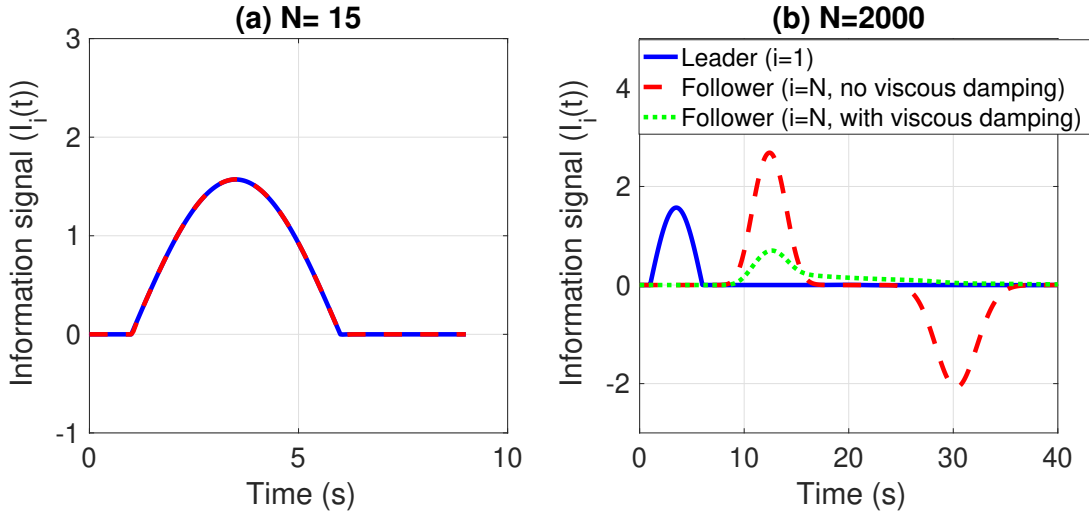 (a) N= 15
Information signal (I_i(t))
3
2
1
0
-1
0
5
10
Time (s)
(b) N=2000
Leader (i=1)
Follower (i=N, no viscous damping)
Follower (i=N, with viscous damping)
Information signal (I_i(t))
4
2
0
-2
0
10
20
30
40
Time (s)